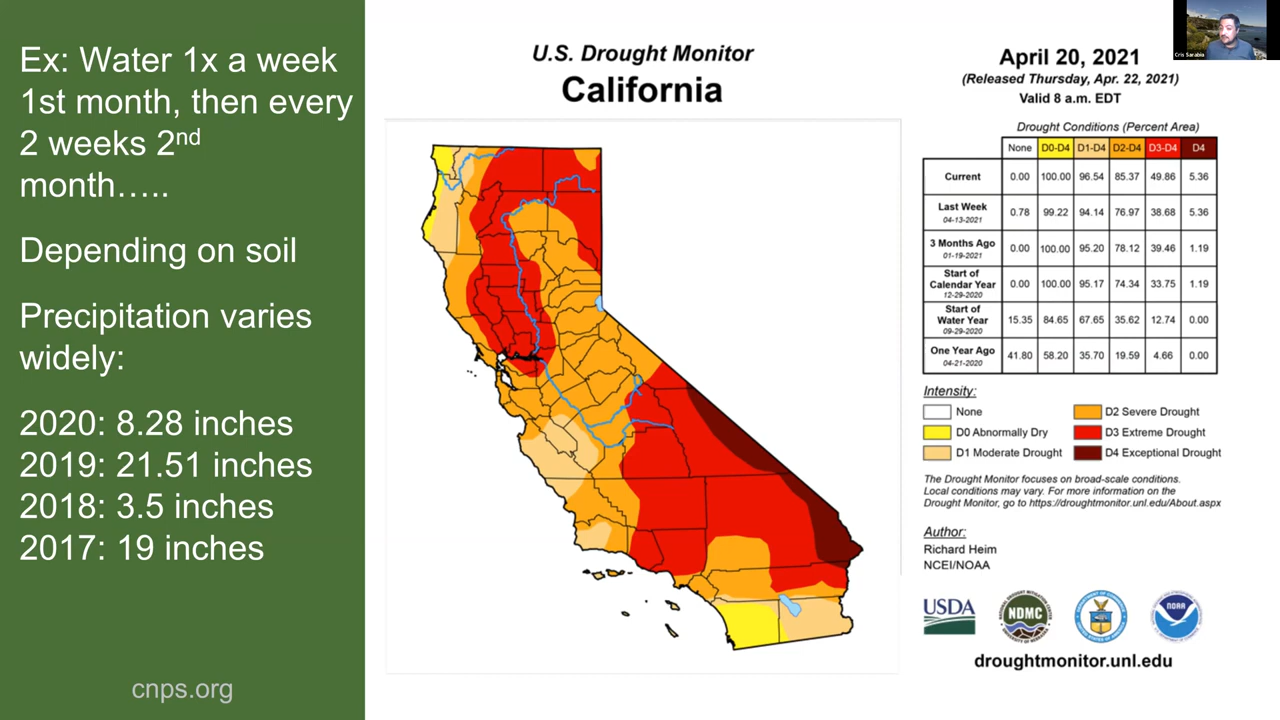 Ex: Water 1x a week
1st month, then every
2 weeks 2nd
month…..
Depending on soil
Precipitation varies
widely:
2020: 8.28 inches
2019: 21.51 inches
2018: 3.5 inches
2017: 19 inches
cnps.org
U.S. Drought Monitor
California
April 20, 2021
(Released Thursday, Apr. 22, 2021)
Valid 8 a.m. EDT
Drought Conditions (Percent Area)
None D0-D4 D1-D4 D2-D4 D3-D4 D4
Current 0.00 100.00 96.54 85.37 49.86 5.36
Last Week
04-13-2021
0.78 99.22 94.14 76.97 38.68 5.36
3 Months Ago
01-19-2021
0.00 100.00 95.20 78.12 39.46 1.19
Start of
Calendar Year
12-29-2020
0.00 100.00 95.17 74.34 33.75 1.19
Start of
Water Year
09-29-2020
15.35 84.65 67.65 35.62 12.74 0.00
One Year Ago
04-21-2020
41.80 58.20 35.70 19.59 4.66 0.00
Intensity:
None
D0 Abnormally Dry
D1 Moderate Drought
D2 Severe Drought
D3 Extreme Drought
D4 Exceptional Drought
The Drought Monitor focuses on broad-scale conditions.
Local conditions may vary. For more information on the
Drought Monitor, go to https://droughtmonitor.unl.edu/About.aspx
Author:
Richard Heim
NCEI/NOAA
USDA
NDMC
NOAA
droughtmonitor.unl.edu
Cris Sarabia